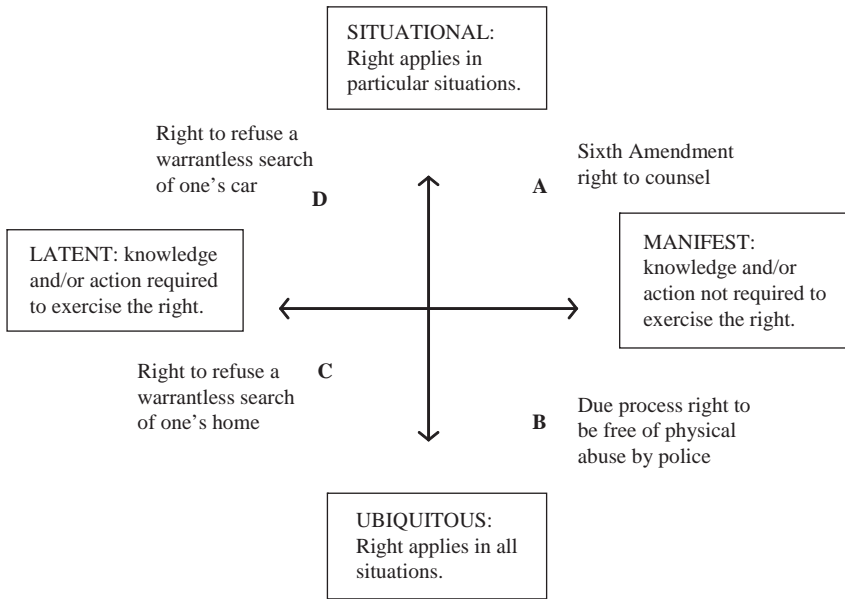 SITUATIONAL:
Right applies in
particular situations.
Right to refuse a
warrantless search
of one’s car
D
A
Sixth Amendment
right to counsel
LATENT: knowledge
and/or action required
to exercise the right.
MANIFEST:
knowledge and/or
action not required to
exercise the right.
Right to refuse a
warrantless search
of one’s home
C
B
Due process right to
be free of physical
abuse by police
UBIQUITOUS:
Right applies in all
situations.